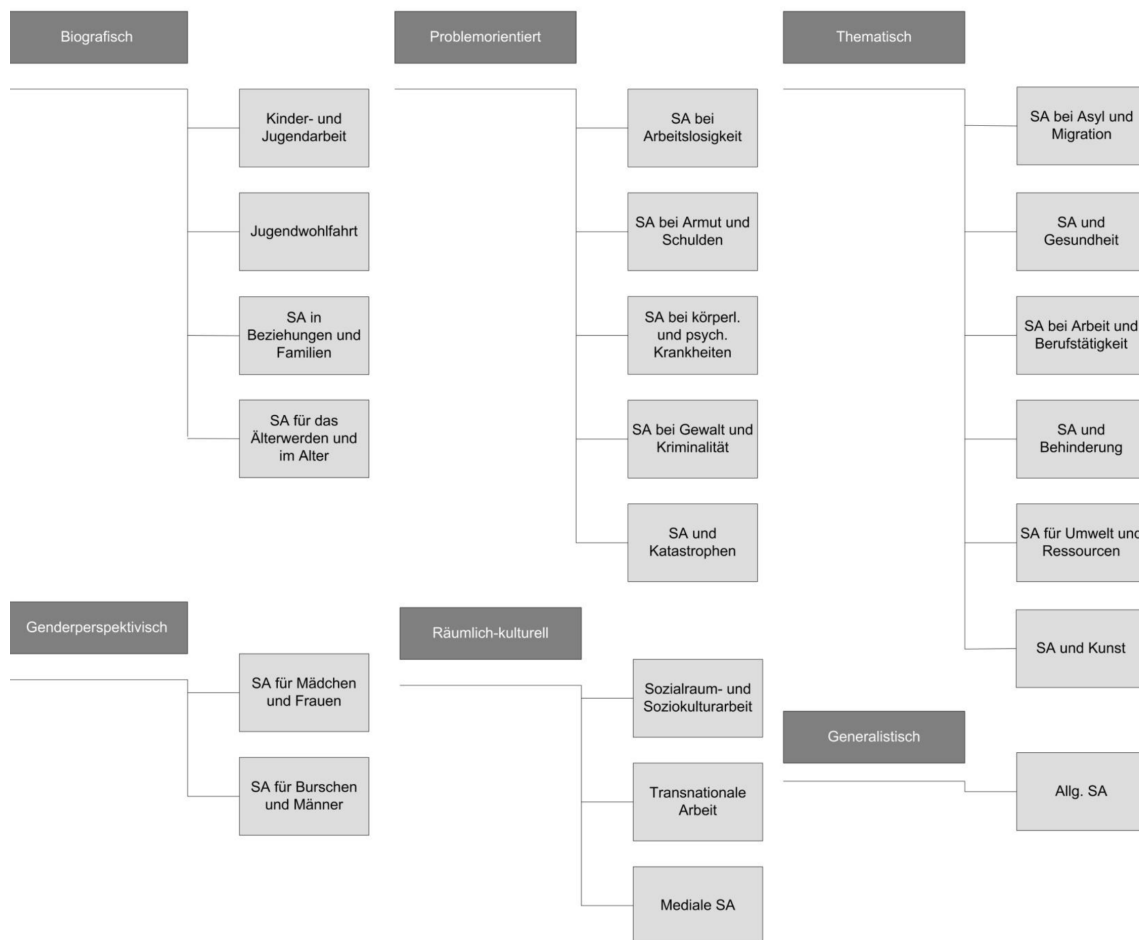 Biografisch
Kinder- und
Jugendarbeit
Jugendwohlfahrt
SA in
Beziehungen und
Familien
SA für das
Älterwerden und
im Alter
Problemorientiert
SA bei
Arbeitslosigkeit
SA bei Armut und
Schulden
SA bei körperl.
und psych.
Krankheiten
SA bei Gewalt und
Kriminalität
SA und
Katastrophen
Thematisch
SA bei Asyl und
Migration
SA und
Gesundheit
SA bei Arbeit und
Berufstätigkeit
SA und
Behinderung
SA für Umwelt und
Ressourcen
SA und Kunst
Genderperspektivisch
SA für Mädchen
und Frauen
SA für Burschen
und Männer
Räumlich-kulturell
Sozialraum- und
Soziokulturarbeit
Transnationale
Arbeit
Mediale SA
Generalistisch
Allg. SA